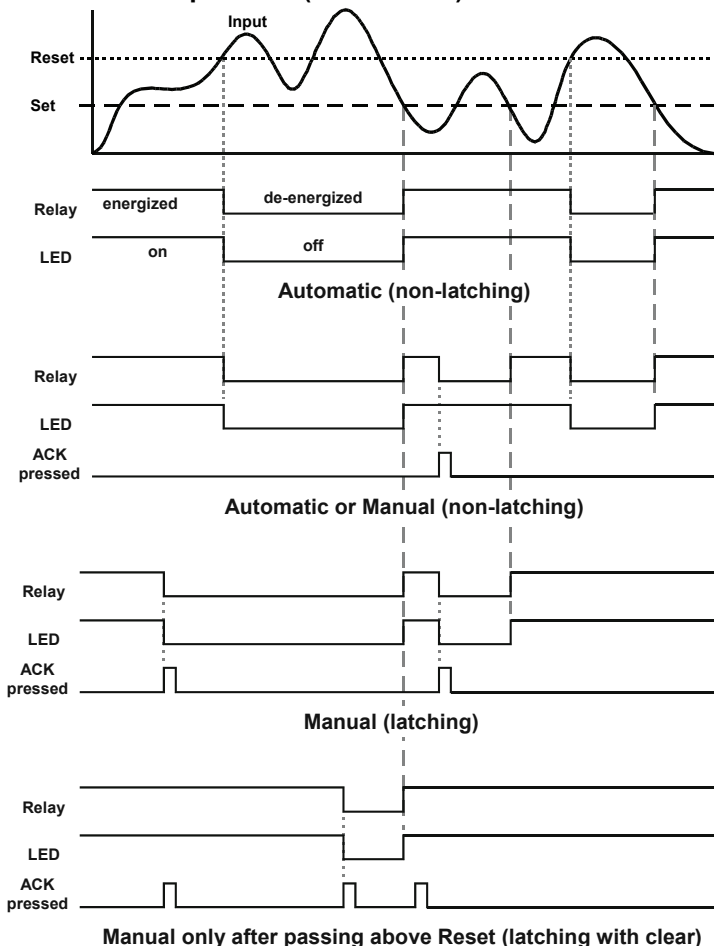 Input
Reset
Set
Relay
energized
de-energized
LED
on
off
Automatic (non-latching)
Relay
LED
ACK
pressed
Automatic or Manual (non-latching)
Relay
LED
ACK
pressed
Manual (latching)
Relay
LED
ACK
pressed
Manual only after passing above Reset (latching with clear)